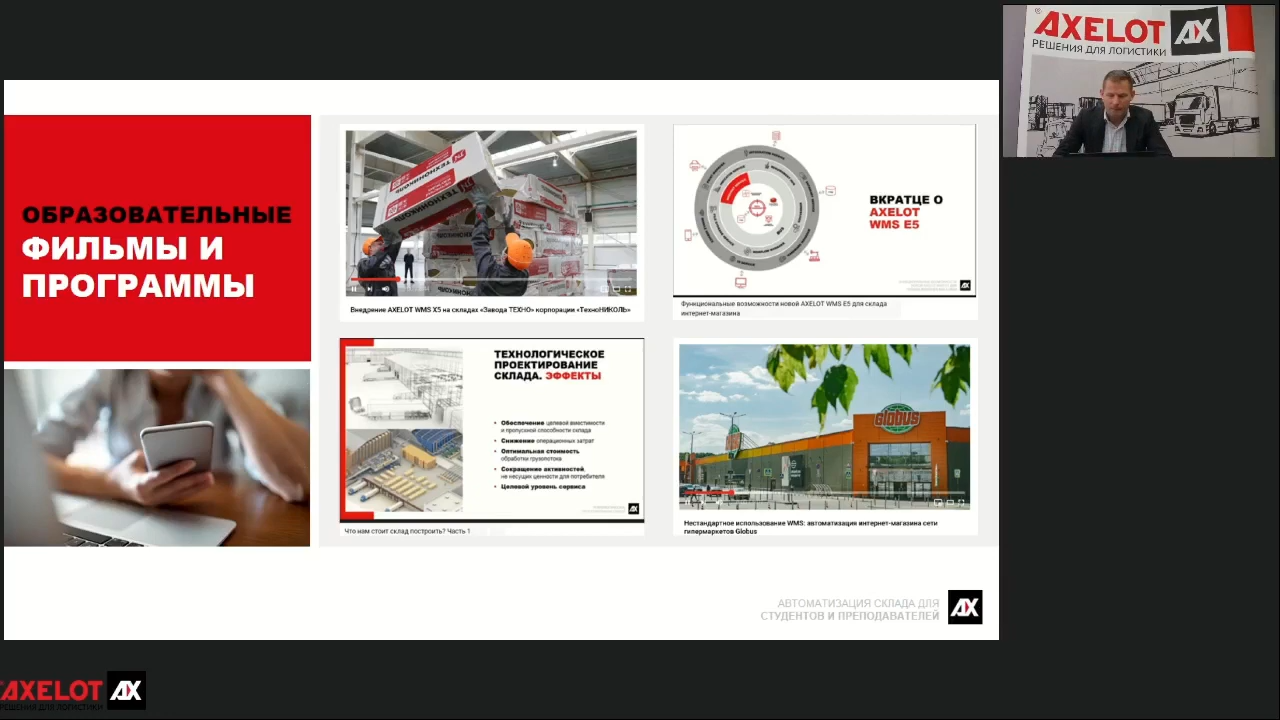 AXELOT
РЕШЕНИЯ ДЛЯ ЛОГИСТИКИ
ОБРАЗОВАТЕЛЬНЫЕ
ФИЛЬМЫ И
ПРОГРАММЫ
ТЕХНОНИКОЛЬ
ТЕХНОНИКОЛЬ
Внедрение AXELOT WMS X5 на складах «Завода ТЕХНО» корпорации «ТехноНИКОЛЬ»
ВКРАТЦЕ О
AXELOT
WMS E5
Функциональные возможности новой AXELOT WMS E5 для склада
интернет-магазина
ТЕХНОЛОГИЧЕСКОЕ
ПРОЕКТИРОВАНИЕ
СКЛАДА. ЭФФЕКТЫ
• Обеспечение целевой вместимости
и пропускной способности склада
• Снижение операционных затрат
• Оптимальная стоимость
обработки грузопотока
• Сокращение активностей,
не несущих ценности для потребителя
• Целевой уровень сервиса
Что нам стоит склад построить? Часть 1
GLOBUS
Нестандартное использование WMS: автоматизация интернет-магазина сети
гипермаркетов Globus
АВТОМАТИЗАЦИЯ СКЛАДА ДЛЯ
СТУДЕНТОВ И ПРЕПОДАВАТЕЛЕЙ
AXELOT
РЕШЕНИЯ ДЛЯ ЛОГИСТИКИ